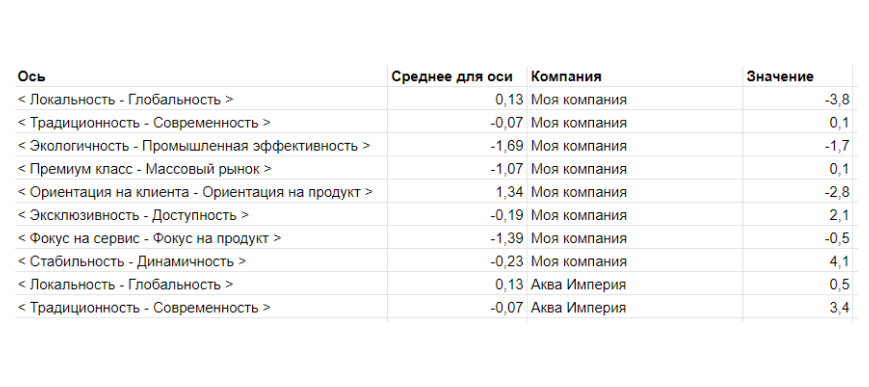 Ось Среднее для оси Компания Значение
< Локальность - Глобальность > 0,13 Моя компания -3,8
< Традиционность - Современность > -0,07 Моя компания 0,1
< Экологичность - Промышленная эффективность > -1,69 Моя компания -1,7
< Премиум класс - Массовый рынок > -1,07 Моя компания 0,1
< Ориентация на клиента - Ориентация на продукт > 1,34 Моя компания -2,8
< Эксклюзивность - Доступность > -0,19 Моя компания 2,1
< Фокус на сервис - Фокус на продукт > -1,39 Моя компания -0,5
< Стабильность - Динамичность > -0,23 Моя компания 4,1
< Локальность - Глобальность > 0,13 Аква Империя 0,5
< Традиционность - Современность > -0,07 Аква Империя 3,4